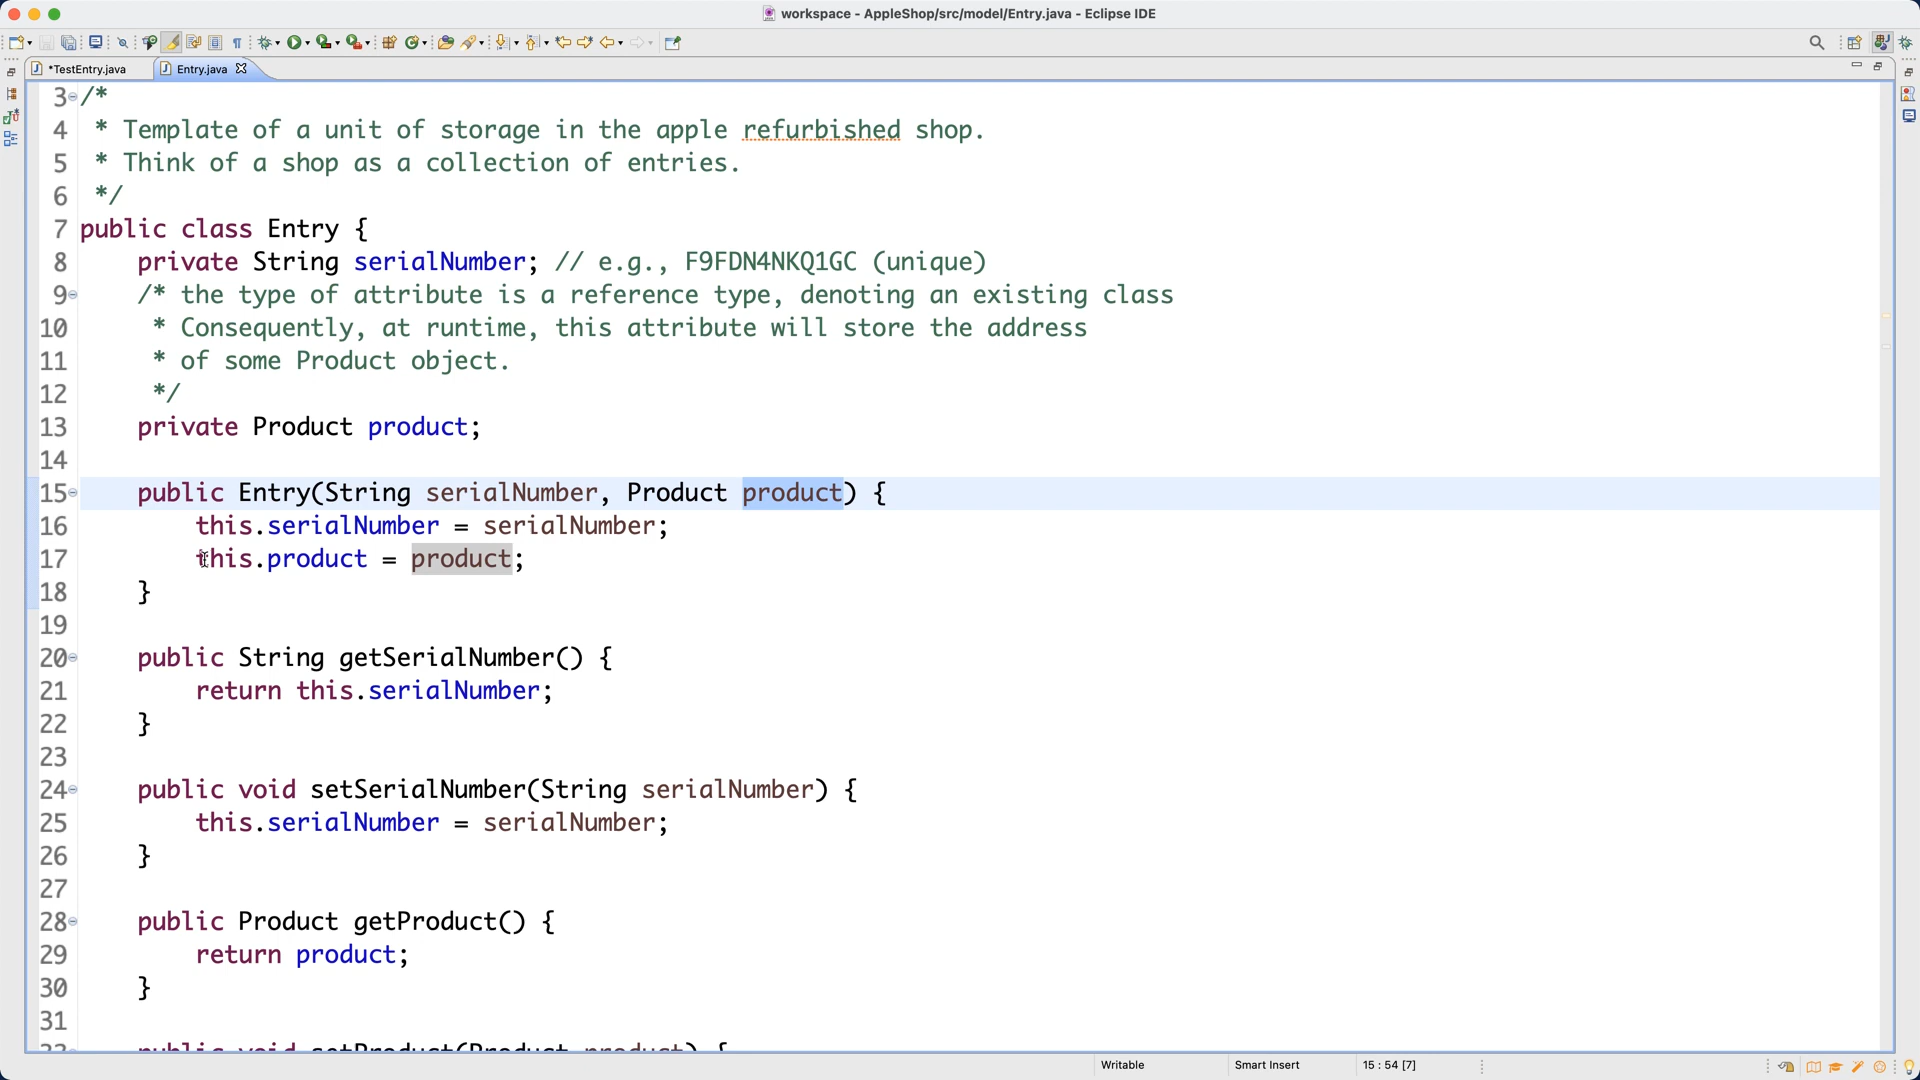 workspace - AppleShop/src/model/Entry.java - Eclipse IDE
*TestEntry.java
Entry.java
3 /*
4  * Template of a unit of storage in the apple refurbished shop.
5  * Think of a shop as a collection of entries.
6  */
7 public class Entry {
8     private String serialNumber; // e.g., F9FDN4NKQ1GC (unique)
9     /* the type of attribute is a reference type, denoting an existing class
10      * Consequently, at runtime, this attribute will store the address
11      * of some Product object.
12      */
13     private Product product;
14
15     public Entry(String serialNumber, Product product) {
16         this.serialNumber = serialNumber;
17         this.product = product;
18     }
19
20     public String getSerialNumber() {
21         return this.serialNumber;
22     }
23
24     public void setSerialNumber(String serialNumber) {
25         this.serialNumber = serialNumber;
26     }
27
28     public Product getProduct() {
29         return product;
30     }
31
32     public void setProduct(Product product) {
Writable
Smart Insert
15 : 54 [7]